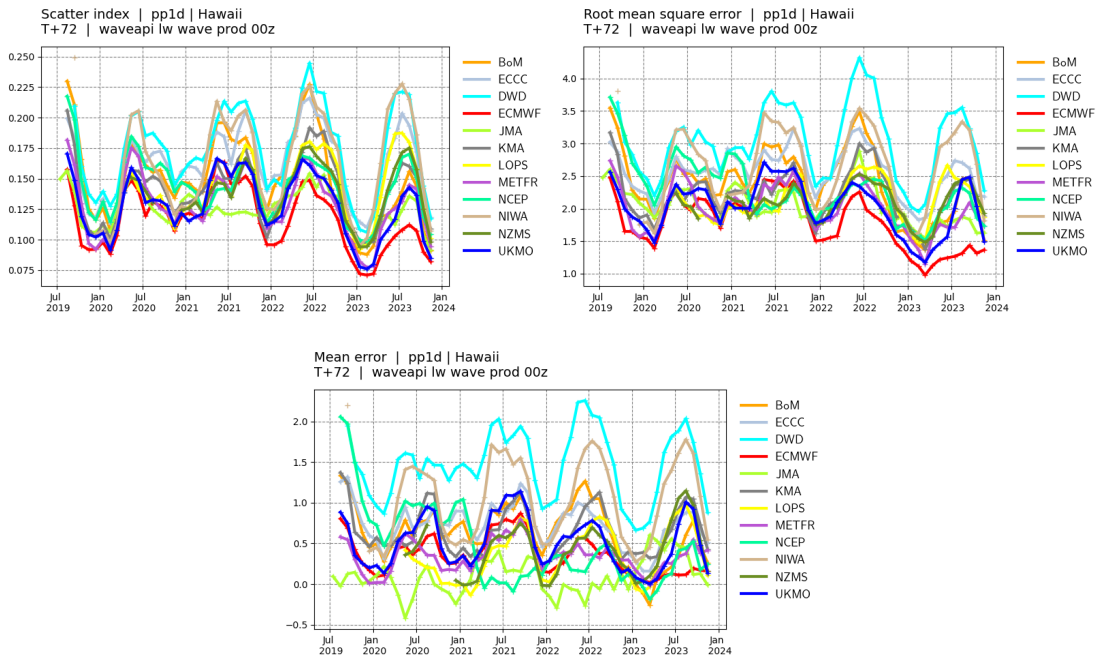 Scatter index | pp1d | Hawaii
T+72 | waveapi lw wave prod 00z
0.250
0.225
0.200
0.175
0.150
0.125
0.100
0.075
Jul 2019
Jan 2020
Jul 2020
Jan 2021
Jul 2021
Jan 2022
Jul 2022
Jan 2023
Jul 2023
Jan 2024
BoM
ECCC
DWD
ECMWF
JMA
KMA
LOPS
METFR
NCEP
NIWA
NZMS
UKMO
Root mean square error | pp1d | Hawaii
T+72 | waveapi lw wave prod 00z
4.0
3.5
3.0
2.5
2.0
1.5
1.0
Jul 2019
Jan 2020
Jul 2020
Jan 2021
Jul 2021
Jan 2022
Jul 2022
Jan 2023
Jul 2023
Jan 2024
BoM
ECCC
DWD
ECMWF
JMA
KMA
LOPS
METFR
NCEP
NIWA
NZMS
UKMO
Mean error | pp1d | Hawaii
T+72 | waveapi lw wave prod 00z
2.0
1.5
1.0
0.5
0.0
−0.5
Jul 2019
Jan 2020
Jul 2020
Jan 2021
Jul 2021
Jan 2022
Jul 2022
Jan 2023
Jul 2023
Jan 2024
BoM
ECCC
DWD
ECMWF
JMA
KMA
LOPS
METFR
NCEP
NIWA
NZMS
UKMO